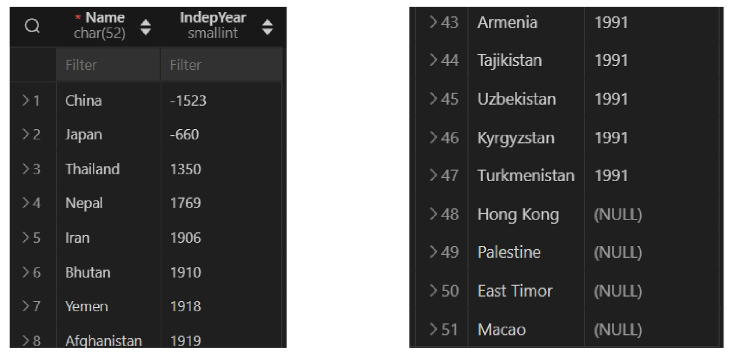 * Name IndepYear
char(52) smallint
Filter Filter
>1 China -1523
>2 Japan -660
>3 Thailand 1350
>4 Nepal 1769
>5 Iran 1906
>6 Bhutan 1910
>7 Yemen 1918
>8 Afghanistan 1919
>43 Armenia 1991
>44 Tajikistan 1991
>45 Uzbekistan 1991
>46 Kyrgyzstan 1991
>47 Turkmenistan 1991
>48 Hong Kong (NULL)
>49 Palestine (NULL)
>50 East Timor (NULL)
>51 Macao (NULL)